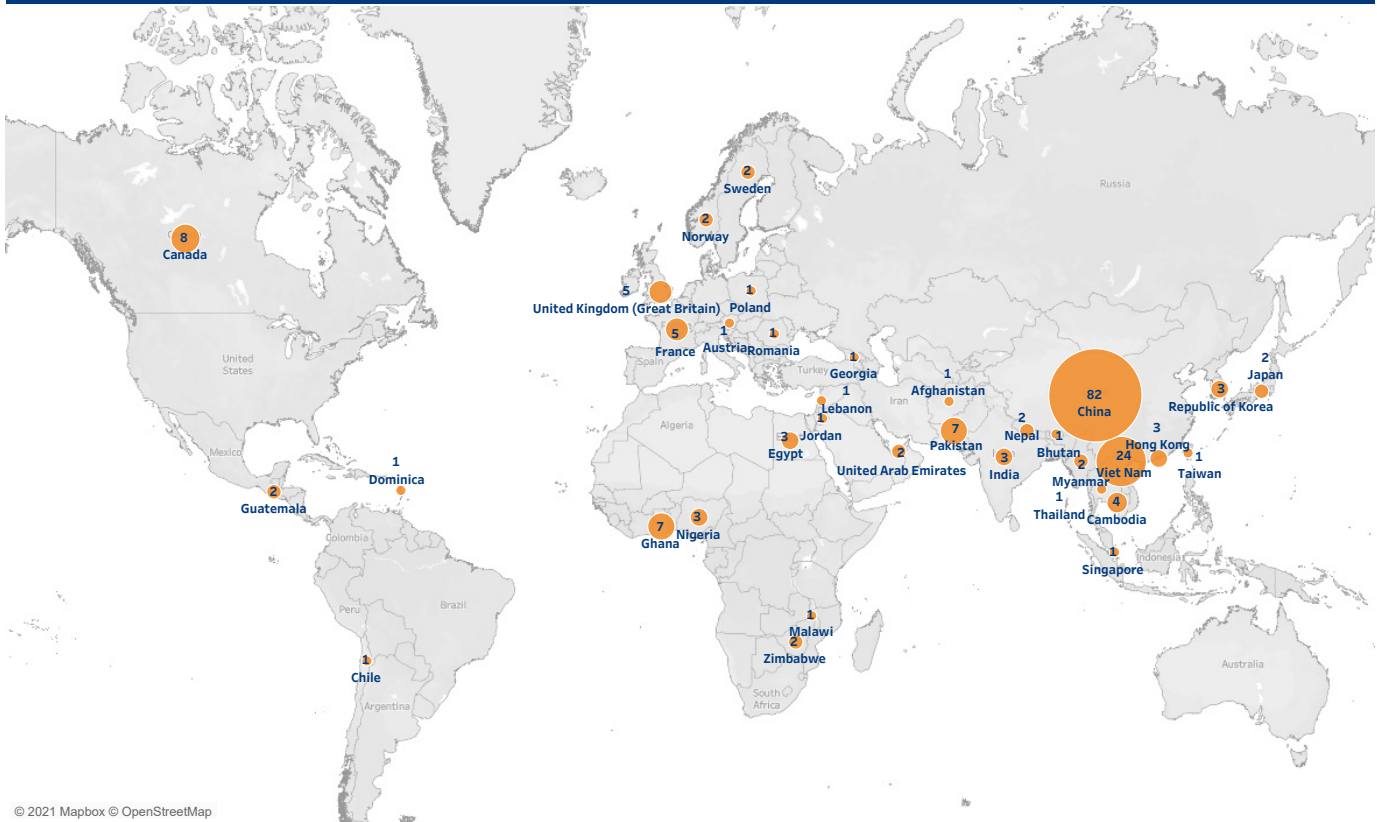 Russia
2
Sweden
2
Norway
8
Canada
5
United Kingdom (Great Britain)
1
Poland
5
France
1
Austria
1
Romania
Spain
United
States
1
Georgia
Turkey
1
Afghanistan
Iran
1
Lebanon
1
Jordan
82
China
2
Japan
3
Republic of Korea
7
Pakistan
2
Nepal
1
Bhutan
3
Hong Kong
24
Viet Nam
1
Taiwan
3
Egypt
Algeria
2
United Arab Emirates
3
India
2
Myanmar
1
Thailand
4
Cambodia
Mexico
1
Dominica
2
Guatemala
7
Ghana
3
Nigeria
Colombia
1
Singapore
Indonesia
Peru
Brazil
1
Malawi
2
Zimbabwe
1
Chile
Argentina
South
Africa
Australia
© 2021 Mapbox © OpenStreetMap